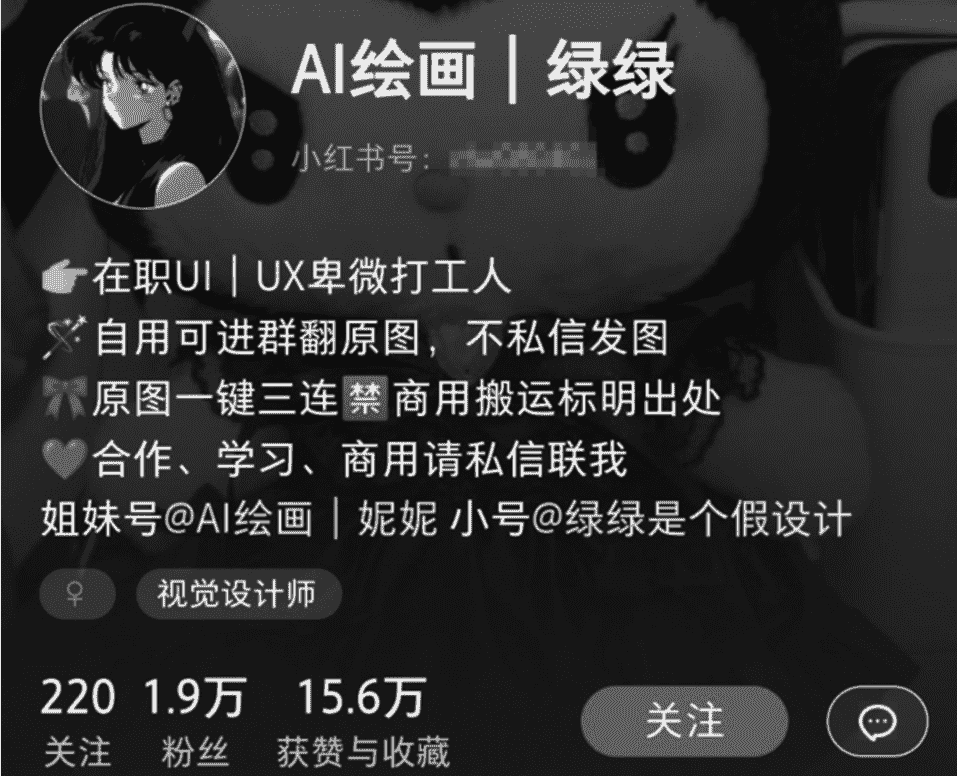 AI绘画｜绿绿
小红书号：
👉在职UI｜UX卑微打工人
🪄自用可进群翻原图，不私信发图
🎀原图一键三连🈲商用搬运标明出处
🩶合作、学习、商用请私信联我
姐妹号@AI绘画｜妮妮 小号@绿绿是个假设计
♀ 视觉设计师
220 1.9万 15.6万
关注 粉丝 获赞与收藏
关注